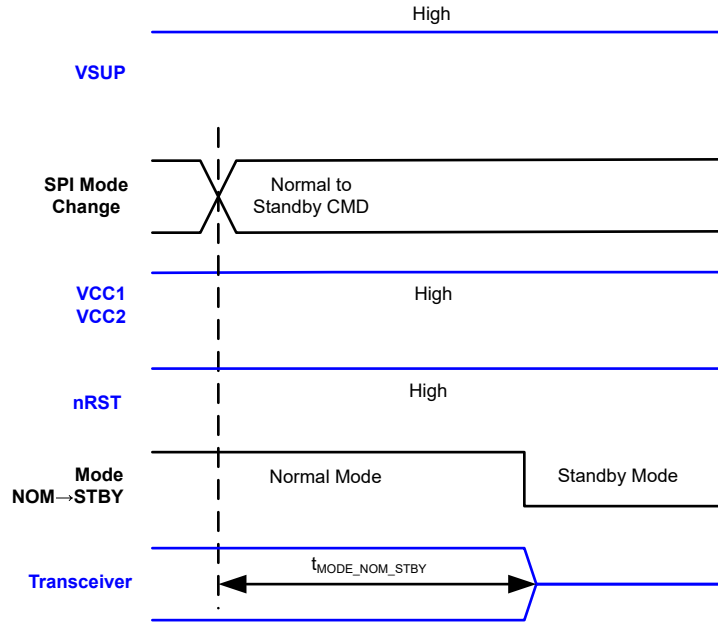 High
VSUP
SPI Mode
Change
Normal to
Standby CMD
VCC1
VCC2
High
nRST
High
Mode
NOM→STBY
Normal Mode
Standby Mode
Transceiver
tMODE_NOM_STBY